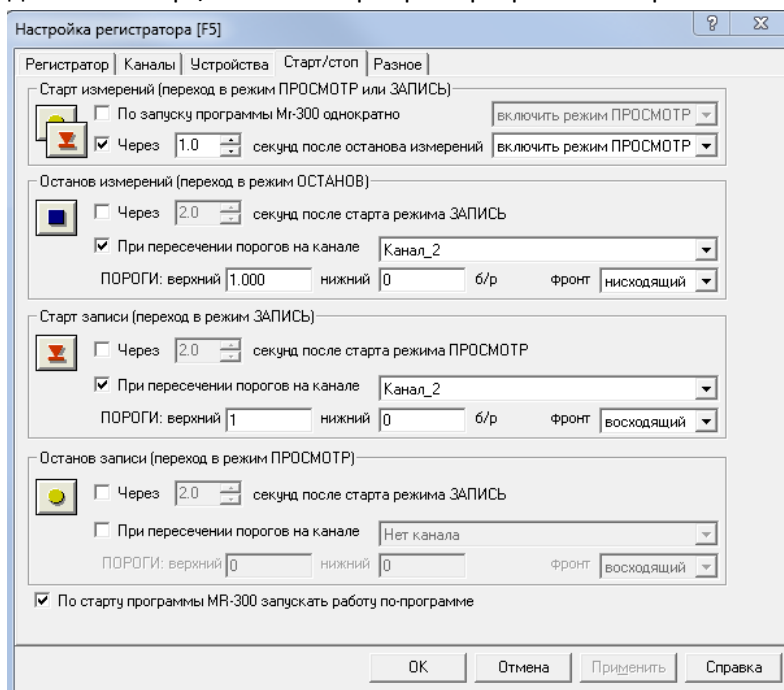 Настройка регистратора [F5]
Регистратор Каналы Устройства Старт/стоп Разное
Старт измерений (переход в режим ПРОСМОТР или ЗАПИСЬ)
По запуску программы Mr-300 однократно включить режим ПРОСМОТР
Через 1.0 секунд после останова измерений включить режим ПРОСМОТР
Останов измерений (переход в режим ОСТАНОВ)
Через 2.0 секунд после старта режима ЗАПИСЬ
При пересечении порогов на канале Канал_2
ПОРОГИ: верхний 1.000 нижний 0 б/р фронт нисходящий
Старт записи (переход в режим ЗАПИСЬ)
Через 2.0 секунд после старта режима ПРОСМОТР
При пересечении порогов на канале Канал_2
ПОРОГИ: верхний 1 нижний 0 б/р фронт восходящий
Останов записи (переход в режим ПРОСМОТР)
Через 2.0 секунд после старта режима ЗАПИСЬ
При пересечении порогов на канале Нет канала
ПОРОГИ: верхний 0 нижний 0 фронт восходящий
По старту программы MR-300 запускать работу по-программе
OK Отмена Применить Справка